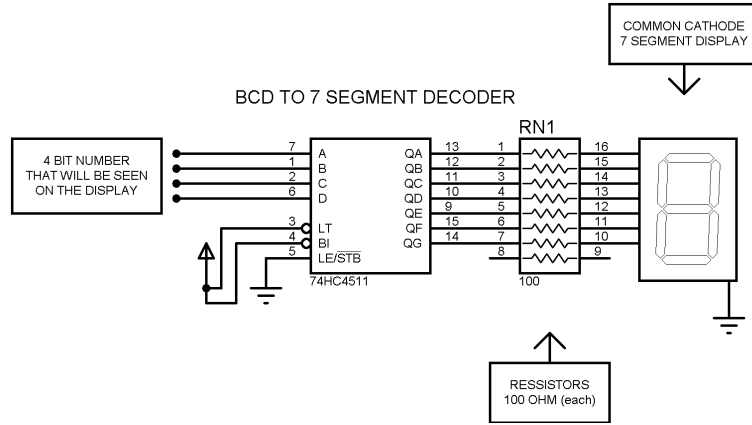 COMMON CATHODE
7 SEGMENT DISPLAY
BCD TO 7 SEGMENT DECODER
RN1
4 BIT NUMBER
THAT WILL BE SEEN
ON THE DISPLAY
7 A QA 13 1 16
1 B QB 12 2 15
2 C QC 11 3 14
6 D QD 10 4 13
QE 9 5 12
3 LT QF 15 6 11
4 BI QG 14 7 10
5 LE/STB 8 9
74HC4511
100
RESSISTORS
100 OHM (each)